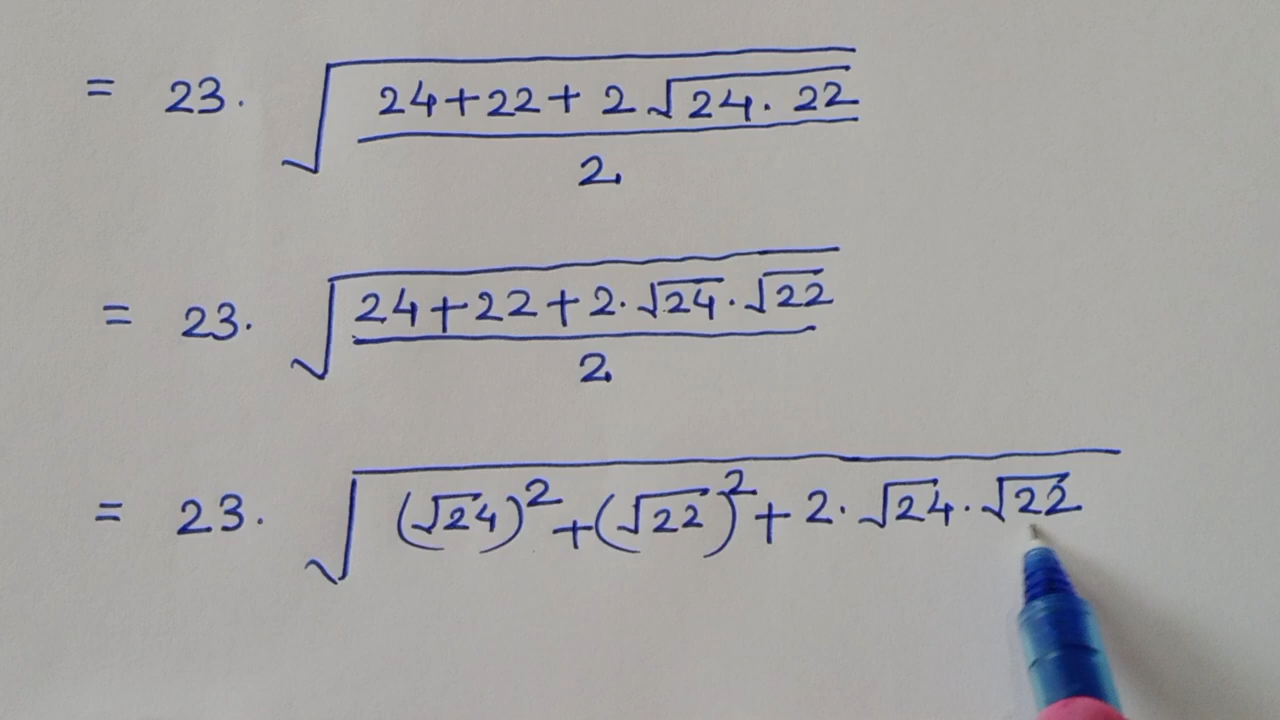 = 23. √(24+22+2√(24. 22)) / 2
= 23. √(24+22+2.√24.√22) / 2
= 23. √(√24)²+(√22)²+2.√24.√22